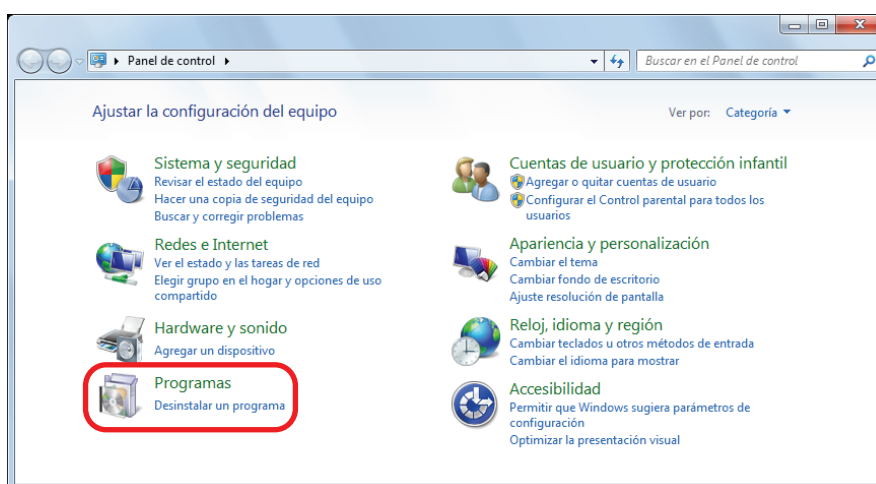 Panel de control
Buscar en el Panel de control
Ajustar la configuración del equipo
Ver por: Categoría
Sistema y seguridad
Revisar el estado del equipo
Hacer una copia de seguridad del equipo
Buscar y corregir problemas
Redes e Internet
Ver el estado y las tareas de red
Elegir grupo en el hogar y opciones de uso
compartido
Hardware y sonido
Agregar un dispositivo
Programas
Desinstalar un programa
Cuentas de usuario y protección infantil
Agregar o quitar cuentas de usuario
Configurar el Control parental para todos los
usuarios
Apariencia y personalización
Cambiar el tema
Cambiar fondo de escritorio
Ajuste resolución de pantalla
Reloj, idioma y región
Cambiar teclados u otros métodos de entrada
Cambiar el idioma para mostrar
Accesibilidad
Permitir que Windows sugiera parámetros de
configuración
Optimizar la presentación visual